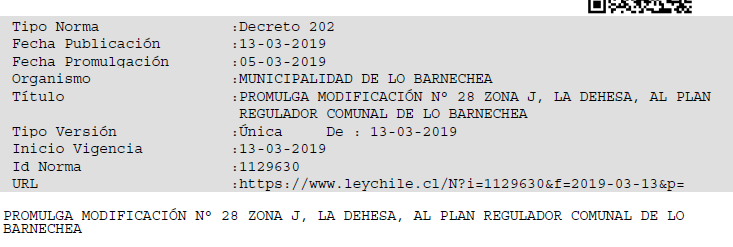 Tipo Norma :Decreto 202
Fecha Publicación :13-03-2019
Fecha Promulgación :05-03-2019
Organismo :MUNICIPALIDAD DE LO BARNECHEA
Título :PROMULGA MODIFICACIÓN Nº 28 ZONA J, LA DEHESA, AL PLAN
REGULADOR COMUNAL DE LO BARNECHEA
Tipo Versión :Única De : 13-03-2019
Inicio Vigencia :13-03-2019
Id Norma :1129630
URL :https://www.leychile.cl/N?i=1129630&f=2019-03-13&p=
PROMULGA MODIFICACIÓN Nº 28 ZONA J, LA DEHESA, AL PLAN REGULADOR COMUNAL DE LO
BARNECHEA